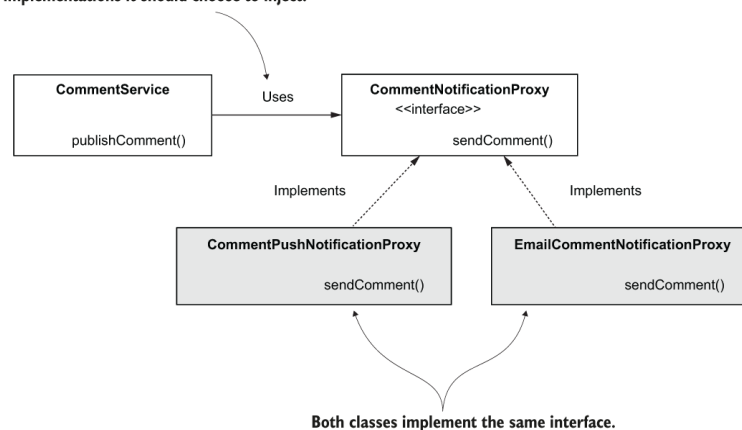 implementations it should choose to inject.
CommentService
publishComment()
Uses
CommentNotificationProxy
<<interface>>
sendComment()
Implements
Implements
CommentPushNotificationProxy
sendComment()
EmailCommentNotificationProxy
sendComment()
Both classes implement the same interface.